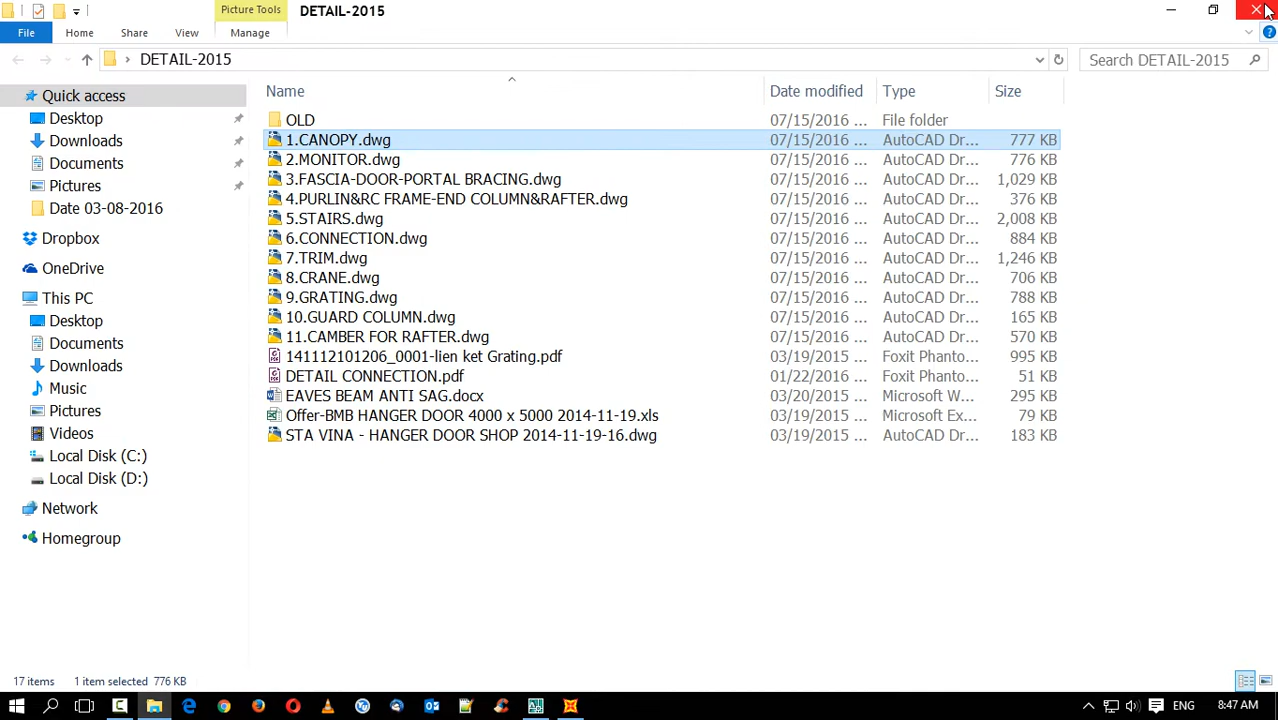 Picture Tools
DETAIL-2015
File
Home
Share
View
Manage
DETAIL-2015
Search DETAIL-2015
Name
Date modified
Type
Size
Quick access
Desktop
Downloads
Documents
Pictures
Date 03-08-2016
Dropbox
OneDrive
This PC
Desktop
Documents
Downloads
Music
Pictures
Videos
Local Disk (C:)
Local Disk (D:)
Network
Homegroup
OLD 07/15/2016 ... File folder
1.CANOPY.dwg 07/15/2016 ... AutoCAD Dr... 777 KB
2.MONITOR.dwg 07/15/2016 ... AutoCAD Dr... 776 KB
3.FASCIA-DOOR-PORTAL BRACING.dwg 07/15/2016 ... AutoCAD Dr... 1,029 KB
4.PURLIN&RC FRAME-END COLUMN&RAFTER.dwg 07/15/2016 ... AutoCAD Dr... 376 KB
5.STAIRS.dwg 07/15/2016 ... AutoCAD Dr... 2,008 KB
6.CONNECTION.dwg 07/15/2016 ... AutoCAD Dr... 884 KB
7.TRIM.dwg 07/15/2016 ... AutoCAD Dr... 1,246 KB
8.CRANE.dwg 07/15/2016 ... AutoCAD Dr... 706 KB
9.GRATING.dwg 07/15/2016 ... AutoCAD Dr... 788 KB
10.GUARD COLUMN.dwg 07/15/2016 ... AutoCAD Dr... 165 KB
11.CAMBER FOR RAFTER.dwg 07/15/2016 ... AutoCAD Dr... 570 KB
141112101206_0001-lien ket Grating.pdf 03/19/2015 ... Foxit Phanto... 995 KB
DETAIL CONNECTION.pdf 01/22/2016 ... Foxit Phanto... 51 KB
EAVES BEAM ANTI SAG.docx 03/20/2015 ... Microsoft W... 295 KB
Offer-BMB HANGER DOOR 4000 x 5000 2014-11-19.xls 03/19/2015 ... Microsoft Ex... 79 KB
STA VINA - HANGER DOOR SHOP 2014-11-19-16.dwg 03/19/2015 ... AutoCAD Dr... 183 KB
17 items 1 item selected 776 KB
ENG 8:47 AM